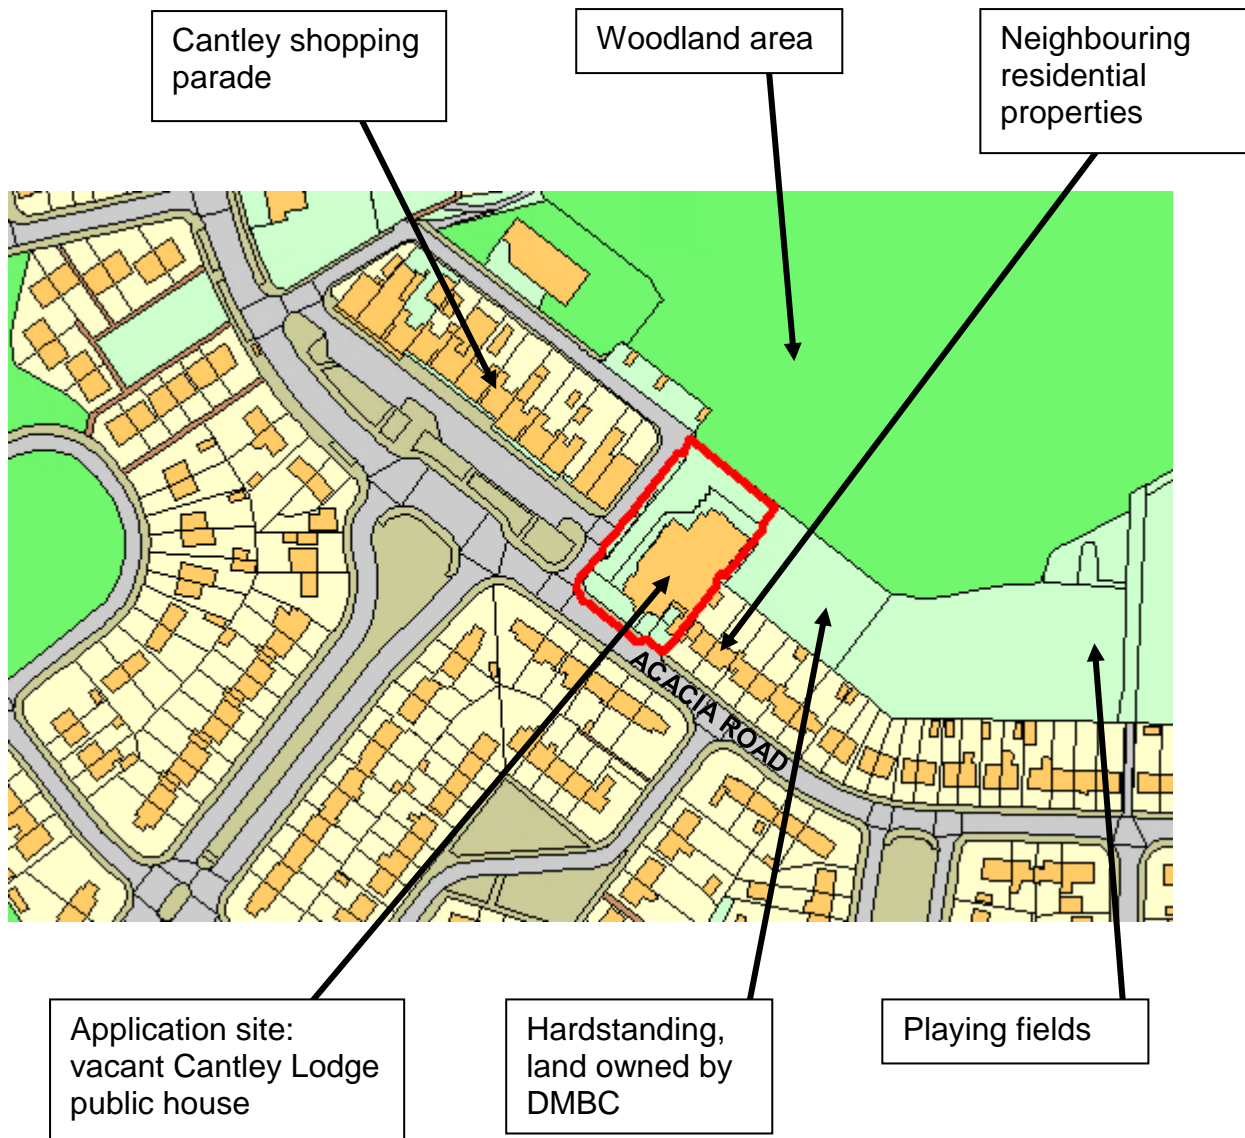 Cantley shopping
parade
Woodland area
Neighbouring
residential
properties
ACACIA ROAD
Application site:
vacant Cantley Lodge
public house
Hardstanding,
land owned by
DMBC
Playing fields